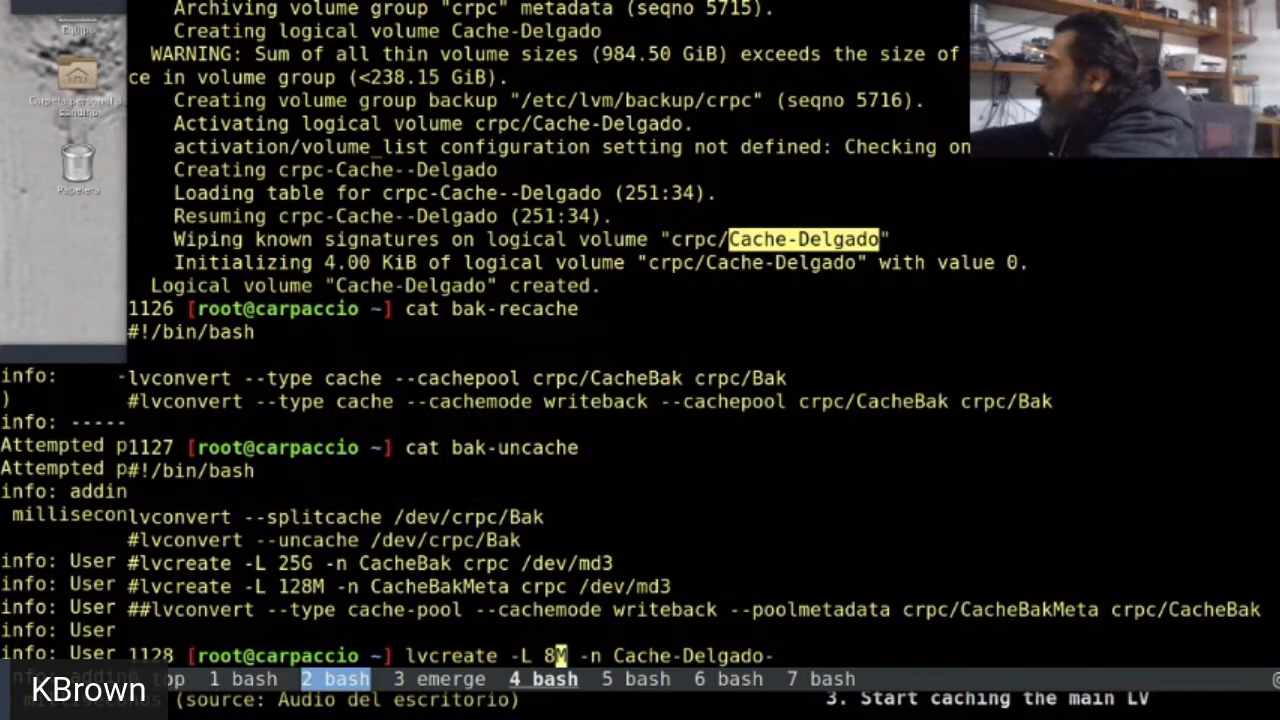 Archiving volume group "crpc" metadata (seqno 5715).
Creating logical volume Cache-Delgado
WARNING: Sum of all thin volume sizes (984.50 GiB) exceeds the size of
ce in volume group (<238.15 GiB).
Creating volume group backup "/etc/lvm/backup/crpc" (seqno 5716).
Activating logical volume crpc/Cache-Delgado.
activation/volume_list configuration setting not defined: Checking on
Creating crpc-Cache--Delgado
Loading table for crpc-Cache--Delgado (251:34).
Resuming crpc-Cache--Delgado (251:34).
Wiping known signatures on logical volume "crpc/Cache-Delgado"
Initializing 4.00 KiB of logical volume "crpc/Cache-Delgado" with value 0.
Logical volume "Cache-Delgado" created.
1126 [root@carpaccio ~] cat bak-recache
#!/bin/bash
lvconvert --type cache --cachepool crpc/CacheBak crpc/Bak
#lvconvert --type cache --cachemode writeback --cachepool crpc/CacheBak crpc/Bak
1127 [root@carpaccio ~] cat bak-uncache
#!/bin/bash
lvconvert --splitcache /dev/crpc/Bak
#lvconvert --uncache /dev/crpc/Bak
#lvcreate -L 25G -n CacheBak crpc /dev/md3
#lvcreate -L 128M -n CacheBakMeta crpc /dev/md3
##lvconvert --type cache-pool --cachemode writeback --poolmetadata crpc/CacheBakMeta crpc/CacheBak
1128 [root@carpaccio ~] lvcreate -L 8M -n Cache-Delgado-
op 1 bash 2 bash 3 emerge 4 bash 5 bash 6 bash 7 bash
Equipo
Carpeta personal de
sandino
Papelera
info: -
)
info: -----
Attempted p
Attempted p
info: addin
millisecon
info: User
info: User
info: User
info: User
info: User
(source: Audio del escritorio)
3. Start caching the main LV
KBrown